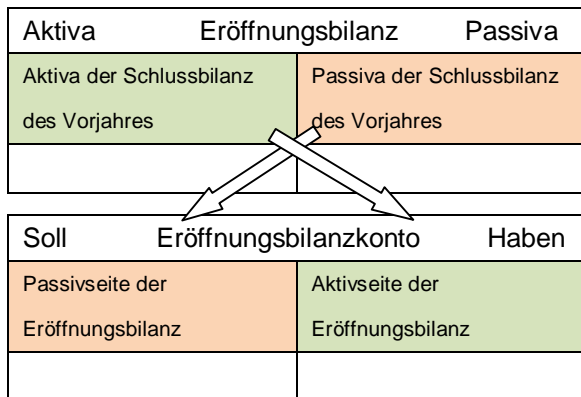 Aktiva Eröffnungsbilanz Passiva
Aktiva der Schlussbilanz
des Vorjahres
Passiva der Schlussbilanz
des Vorjahres
Soll Eröffnungsbilanzkonto Haben
Passivseite der
Eröffnungsbilanz
Aktivseite der
Eröffnungsbilanz